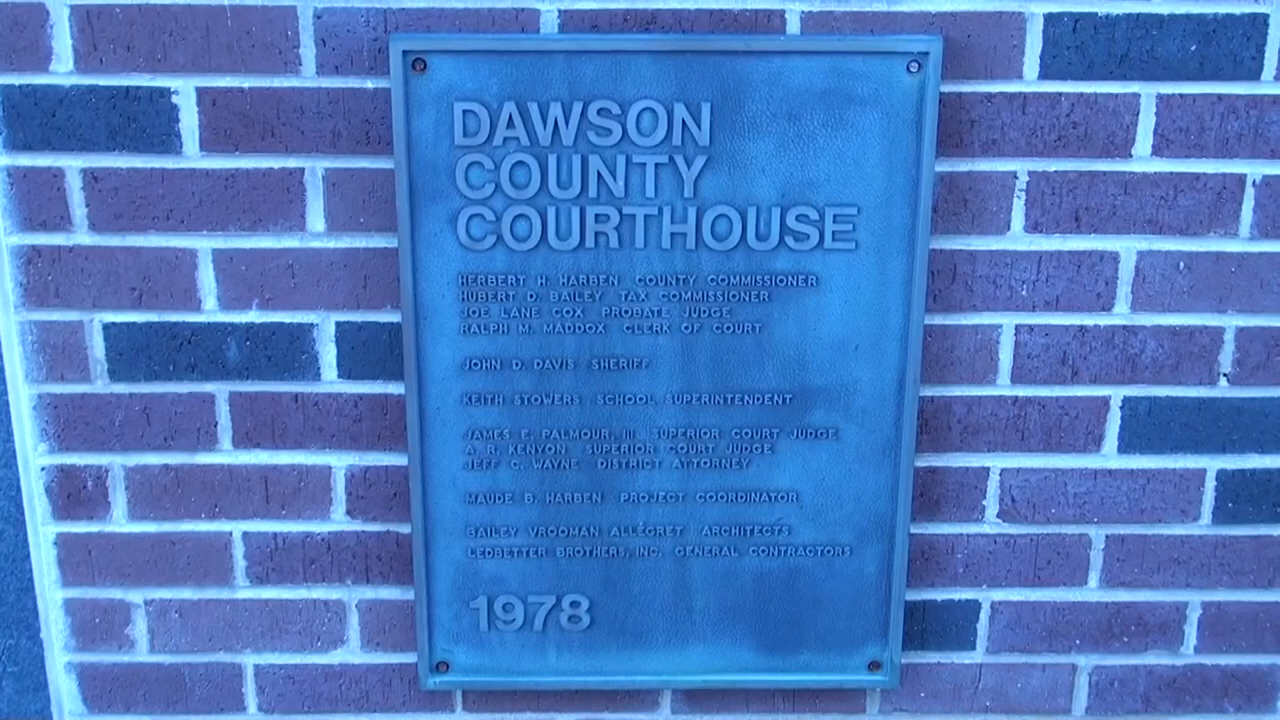 DAWSON
COUNTY
COURTHOUSE
HERBERT H. HARBEN COUNTY COMMISSIONER
HUBERT D. BAILEY TAX COMMISSIONER
JOE LANE COX PROBATE JUDGE
RALPH M. MADDOX CLERK OF COURT
JOHN D. DAVIS SHERIFF
KEITH STOWERS SCHOOL SUPERINTENDENT
JAMES E. PALMOUR, III SUPERIOR COURT JUDGE
A. R. KENYON SUPERIOR COURT JUDGE
JEFF C. WAYNE DISTRICT ATTORNEY
MAUDE B. HARBEN PROJECT COORDINATOR
BAILEY VROOMAN ALLEGRET ARCHITECTS
LEDBETTER BROTHERS, INC. GENERAL CONTRACTORS
1978